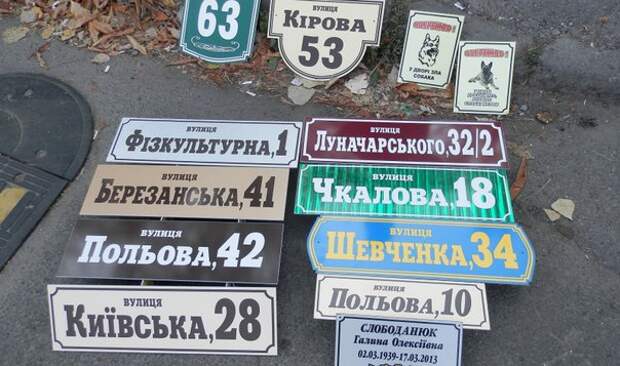 63
ВУЛИЦЯ
КІРОВА
53
ОБЕРЕЖНО!
У ДВОРІ ЗЛА
СОБАКА
ВУЛИЦЯ
ФІЗКУЛЬТУРНА,1
ВУЛИЦЯ
БЕРЕЗАНСЬКА,41
ВУЛИЦЯ
ПОЛЬОВА,42
ВУЛИЦЯ
КИЇВСЬКА,28
ВУЛИЦЯ
ЛУНАЧАРСЬКОГО,32/2
ВУЛИЦЯ
ЧКАЛОВА,18
ВУЛИЦЯ
ШЕВЧЕНКА,34
ВУЛИЦЯ
ПОЛЬОВА,10
СЛОБОДАНЮК
Галина Олексіївна
02.03.1939-17.03.2013